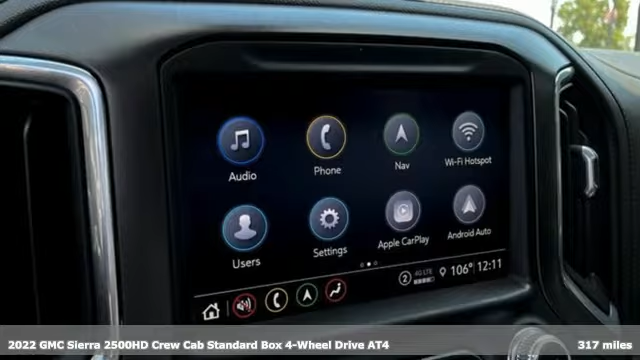 Audio
Phone
Nav
Wi-Fi Hotspot
Users
Settings
Apple CarPlay
Android Auto
2 4G LTE 106° 12:11
2022 GMC Sierra 2500HD Crew Cab Standard Box 4-Wheel Drive AT4
317 miles